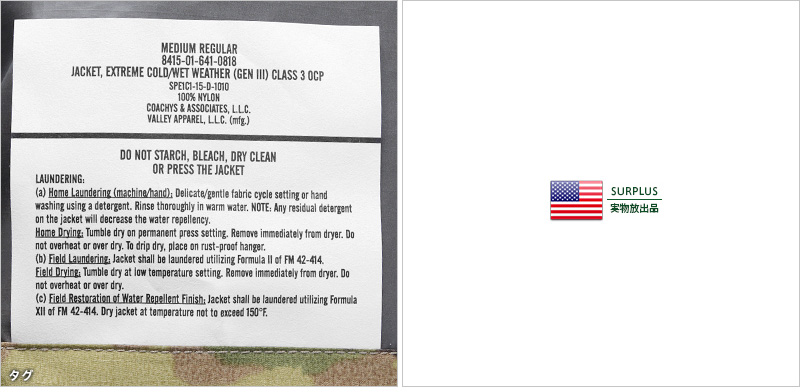 MEDIUM REGULAR
8415-01-641-0818
JACKET, EXTREME COLD/WET WEATHER (GEN III) CLASS 3 OCP
SPE1C1-15-D-1010
100% NYLON
COACHYS & ASSOCIATES, L.L.C.
VALLEY APPAREL, L.L.C. (mfg.)
DO NOT STARCH, BLEACH, DRY CLEAN
OR PRESS THE JACKET
LAUNDERING:
(a) Home Laundering (machine/hand): Delicate/gentle fabric cycle setting or hand
washing using a detergent. Rinse thoroughly in warm water. NOTE: Any residual detergent
on the jacket will decrease the water repellency.
Home Drying: Tumble dry on permanent press setting. Remove immediately from dryer. Do
not overheat or over dry. To drip dry, place on rust-proof hanger.
(b) Field Laundering: Jacket shall be laundered utilizing Formula II of FM 42-414.
Field Drying: Tumble dry at low temperature setting. Remove immediately from dryer. Do
not overheat or over dry.
(c) Field Restoration of Water Repellent Finish: Jacket shall be laundered utilizing Formula
XII of FM 42-414. Dry jacket at temperature not to exceed 150°F.
タグ
SURPLUS
実物放出品